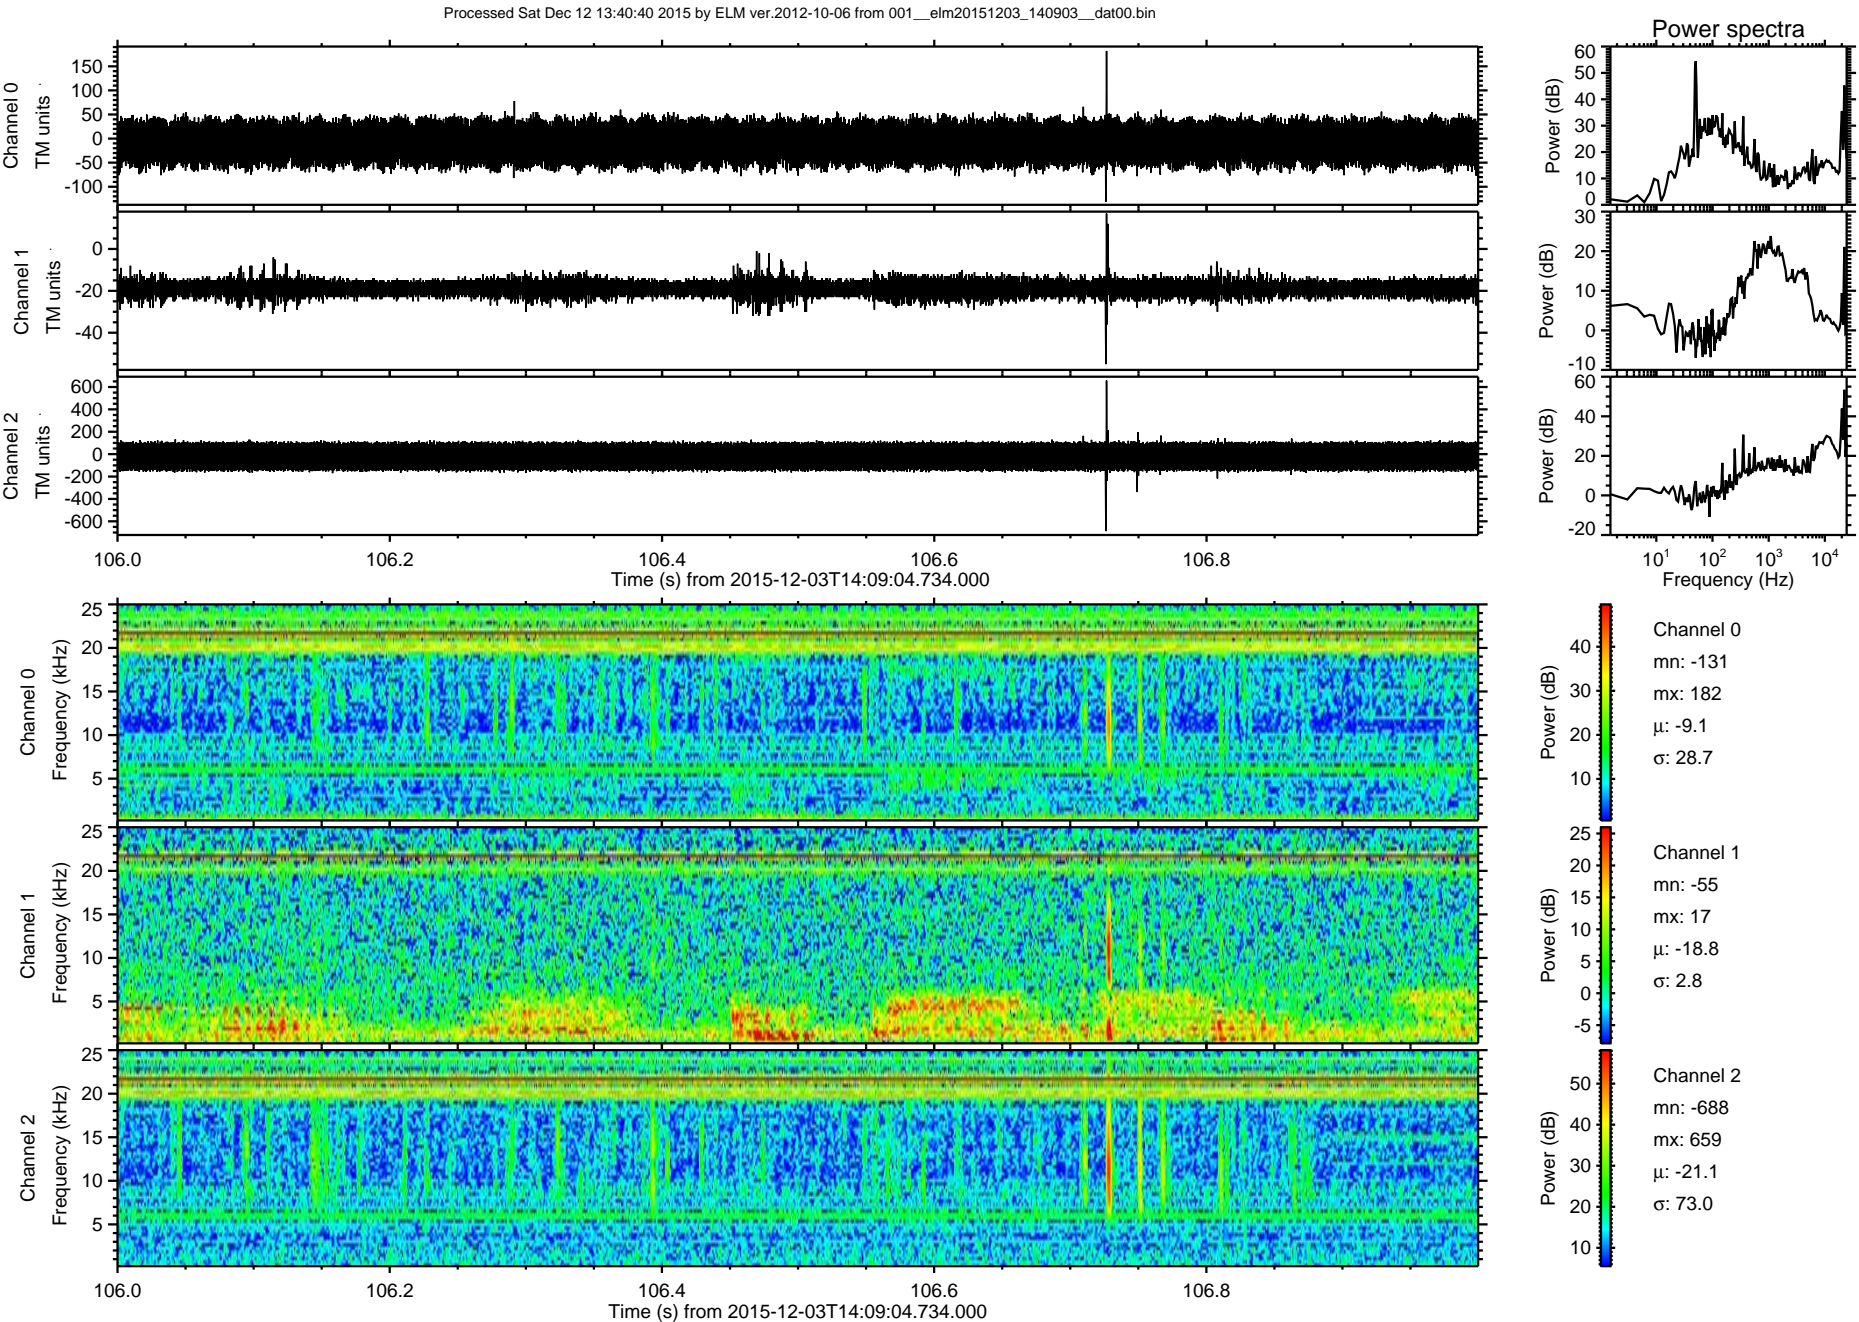 Processed Sat Dec 12 13:40:40 2015 by ELM ver.2012-10-06 from 001__elm20151203_140903__dat00.bin
Power spectra
Channel 0
TM units
150
100
50
0
-50
-100
Power (dB)
60
50
40
30
20
10
0
Channel 1
TM units
0
-20
-40
Power (dB)
30
20
10
0
-10
Channel 2
TM units
600
400
200
0
-200
-400
-600
Power (dB)
60
40
20
0
-20
106.0 106.2 106.4 106.6 106.8
Time (s) from 2015-12-03T14:09:04.734.000
10¹ 10² 10³ 10⁴
Frequency (Hz)
Channel 0
Frequency (kHz)
25
20
15
10
5
Power (dB)
40
30
20
10
Channel 0
mn: -131
mx: 182
μ: -9.1
σ: 28.7
Channel 1
Frequency (kHz)
25
20
15
10
5
Power (dB)
25
20
15
10
5
0
-5
Channel 1
mn: -55
mx: 17
μ: -18.8
σ: 2.8
Channel 2
Frequency (kHz)
25
20
15
10
5
Power (dB)
50
40
30
20
10
Channel 2
mn: -688
mx: 659
μ: -21.1
σ: 73.0
106.0 106.2 106.4 106.6 106.8
Time (s) from 2015-12-03T14:09:04.734.000